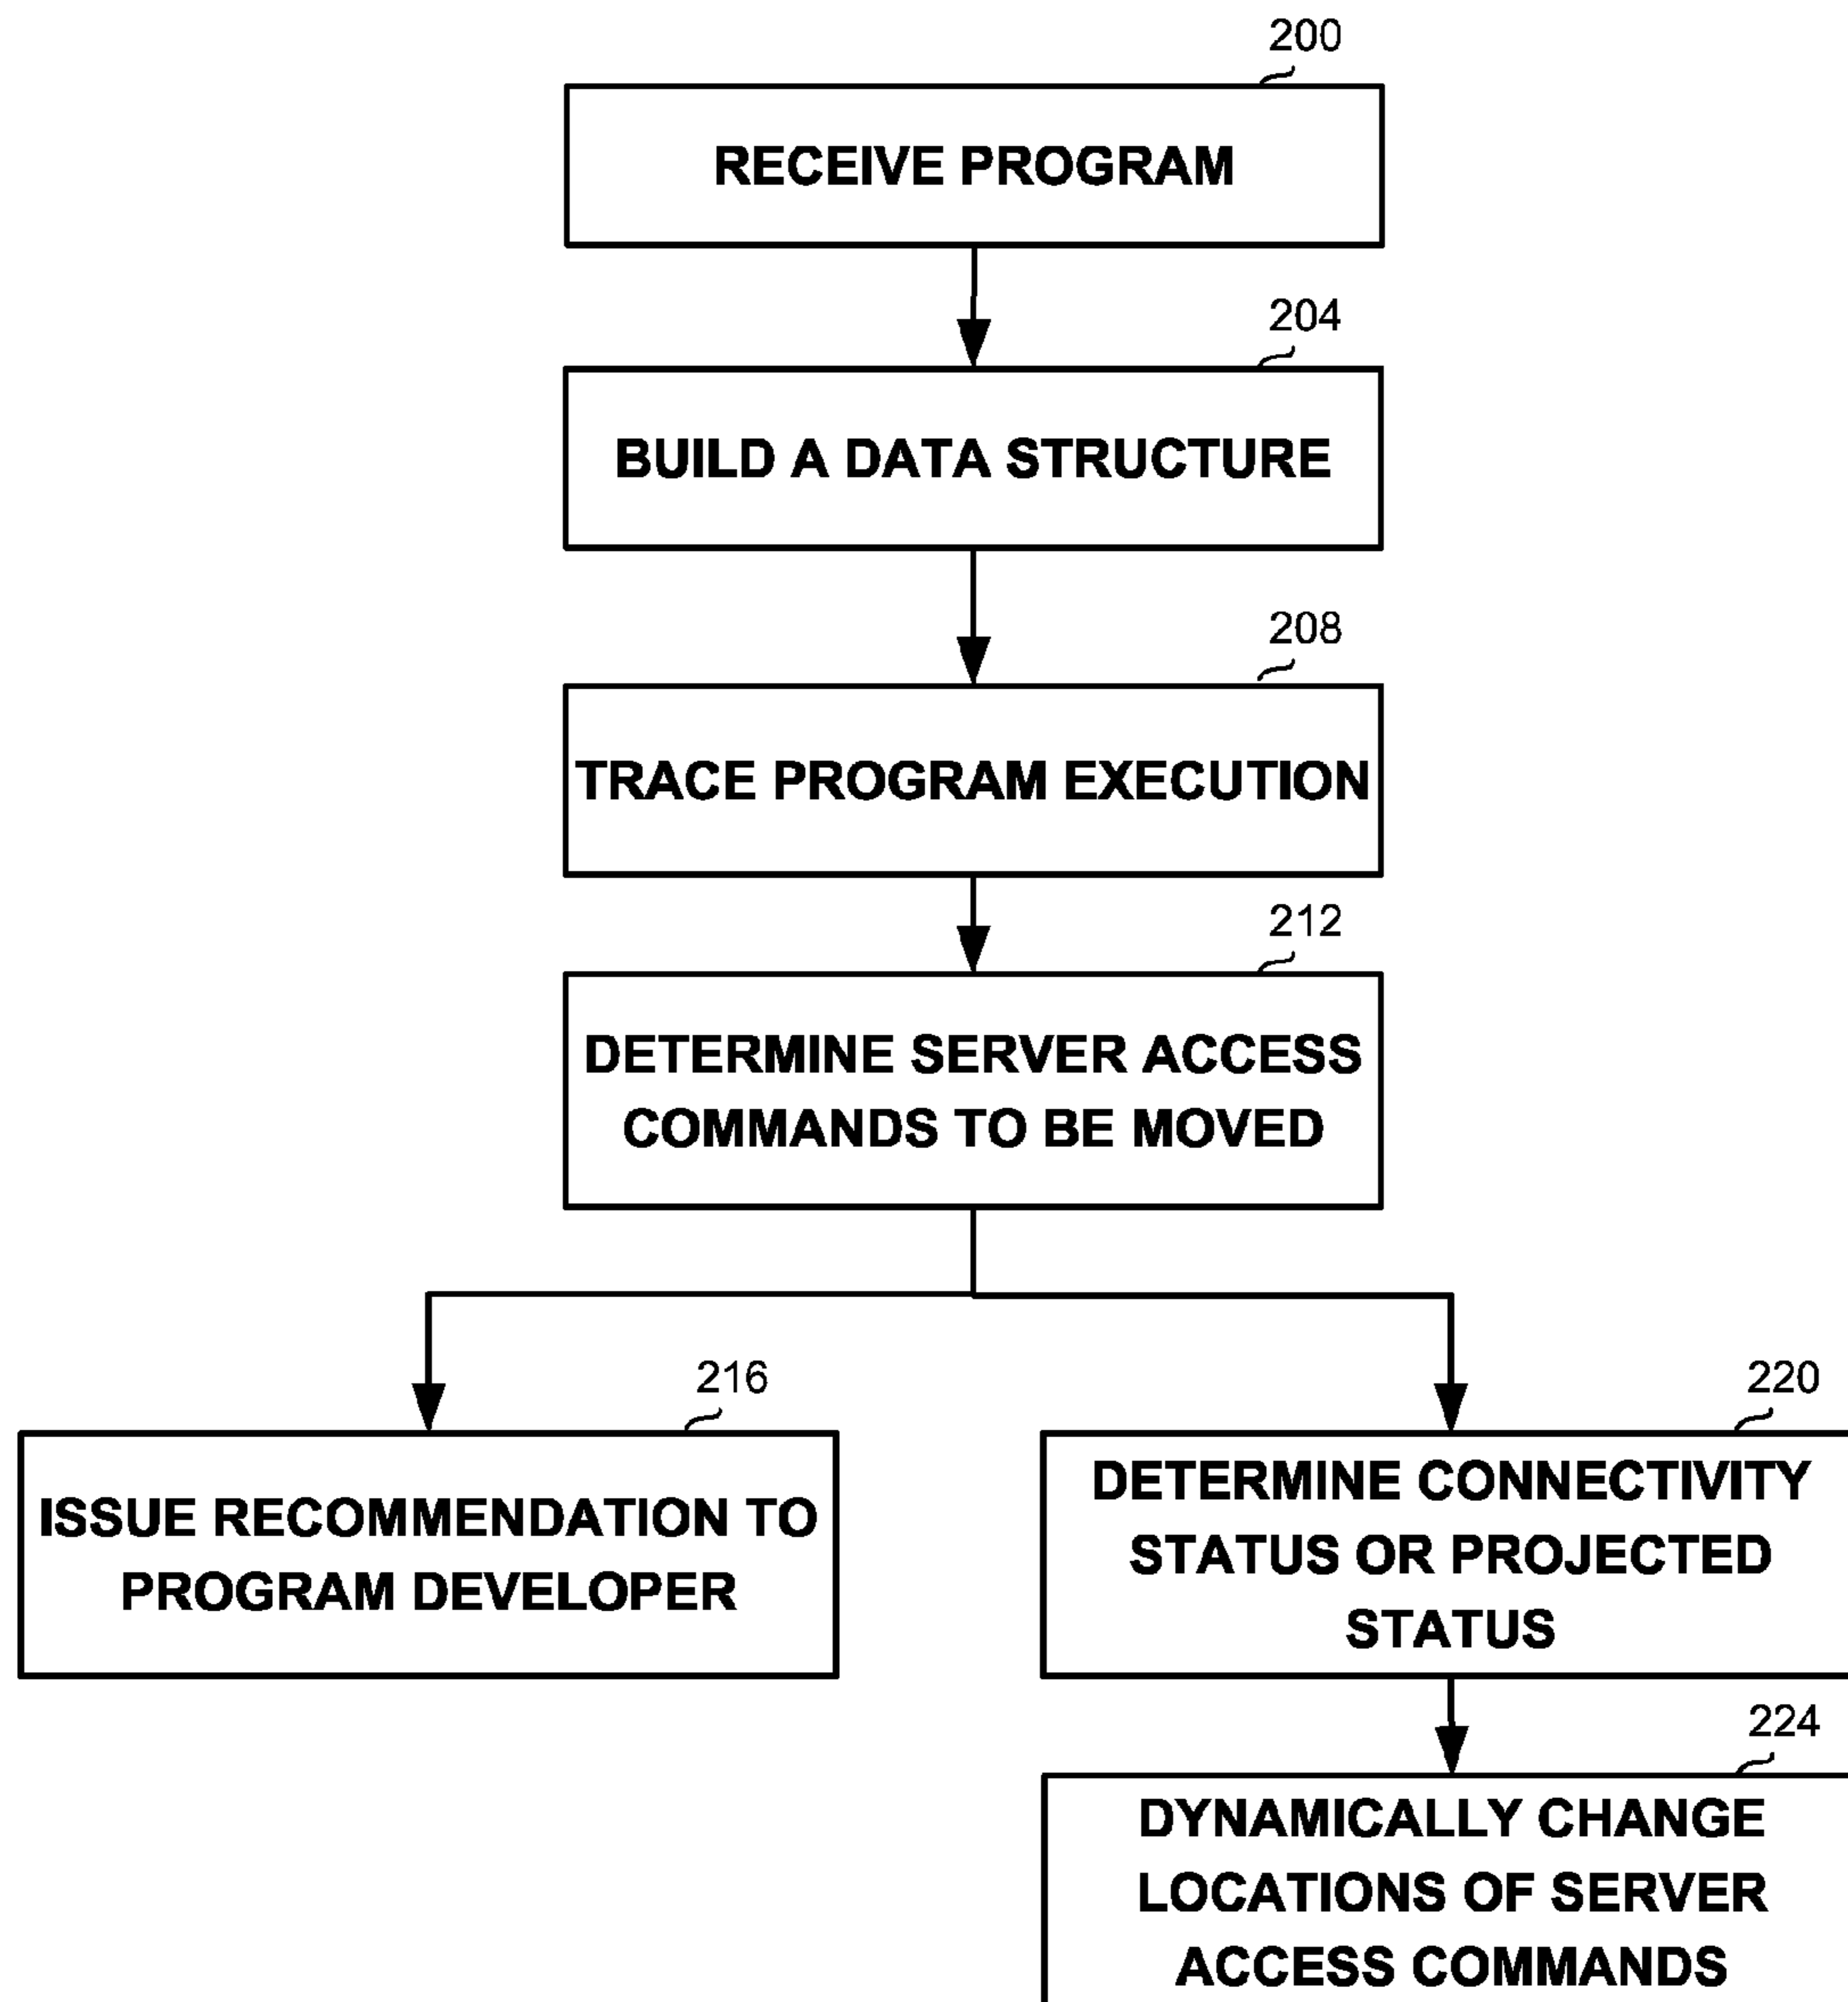 200
RECEIVE PROGRAM
204
BUILD A DATA STRUCTURE
208
TRACE PROGRAM EXECUTION
212
DETERMINE SERVER ACCESS
COMMANDS TO BE MOVED
216
ISSUE RECOMMENDATION TO
PROGRAM DEVELOPER
220
DETERMINE CONNECTIVITY
STATUS OR PROJECTED
STATUS
224
DYNAMICALLY CHANGE
LOCATIONS OF SERVER
ACCESS COMMANDS